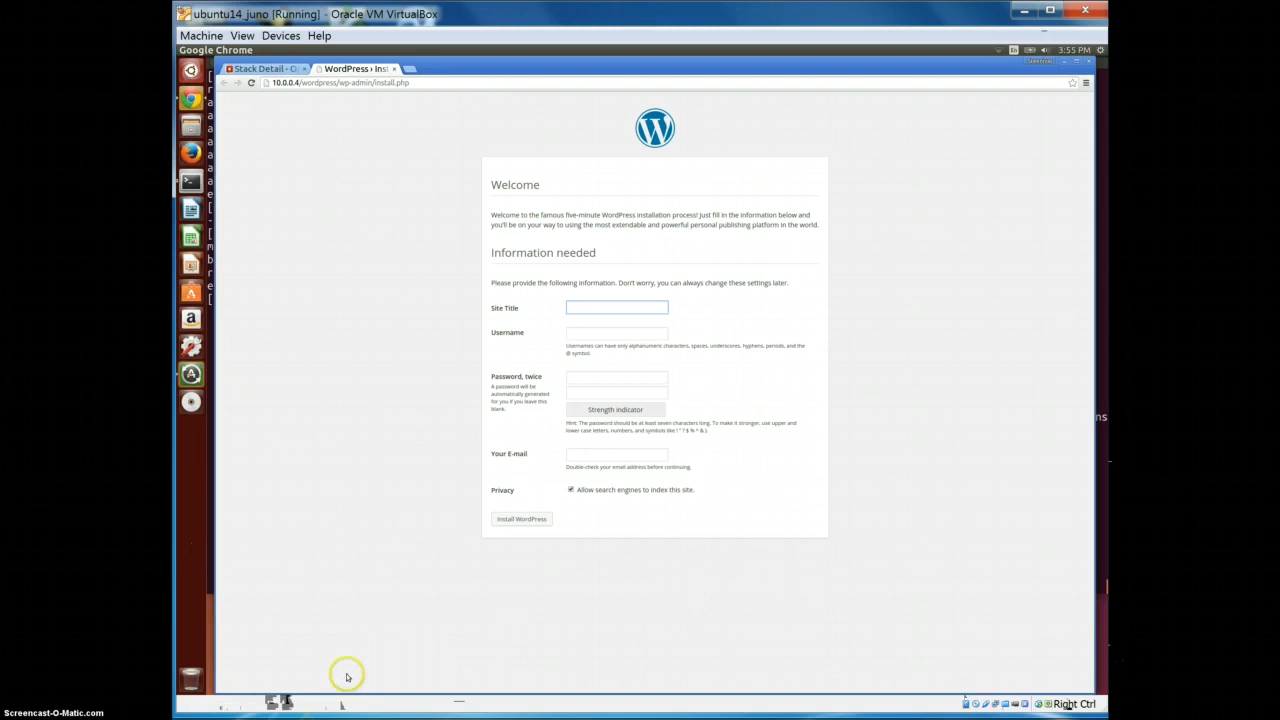 ubuntu14_juno [Running] - Oracle VM VirtualBox
Machine View Devices Help
Google Chrome
En
3:55 PM
Stack Detail - O
WordPress › Inst
10.0.0.4/wordpress/wp-admin/install.php
W
Welcome
Welcome to the famous five-minute WordPress installation process! Just fill in the information below and
you'll be on your way to using the most extendable and powerful personal publishing platform in the world.
Information needed
Please provide the following information. Don't worry, you can always change these settings later.
Site Title
Username
Usernames can have only alphanumeric characters, spaces, underscores, hyphens, periods, and the
@ symbol.
Password, twice
A password will be
automatically generated
for you if you leave this
blank.
Strength indicator
Hint: The password should be at least seven characters long. To make it stronger, use upper and
lower case letters, numbers, and symbols like ! " ? $ % ^ & ).
Your E-mail
Double-check your email address before continuing.
Privacy
Allow search engines to index this site.
Install WordPress
ns
Right Ctrl
Screencast-O-Matic.com